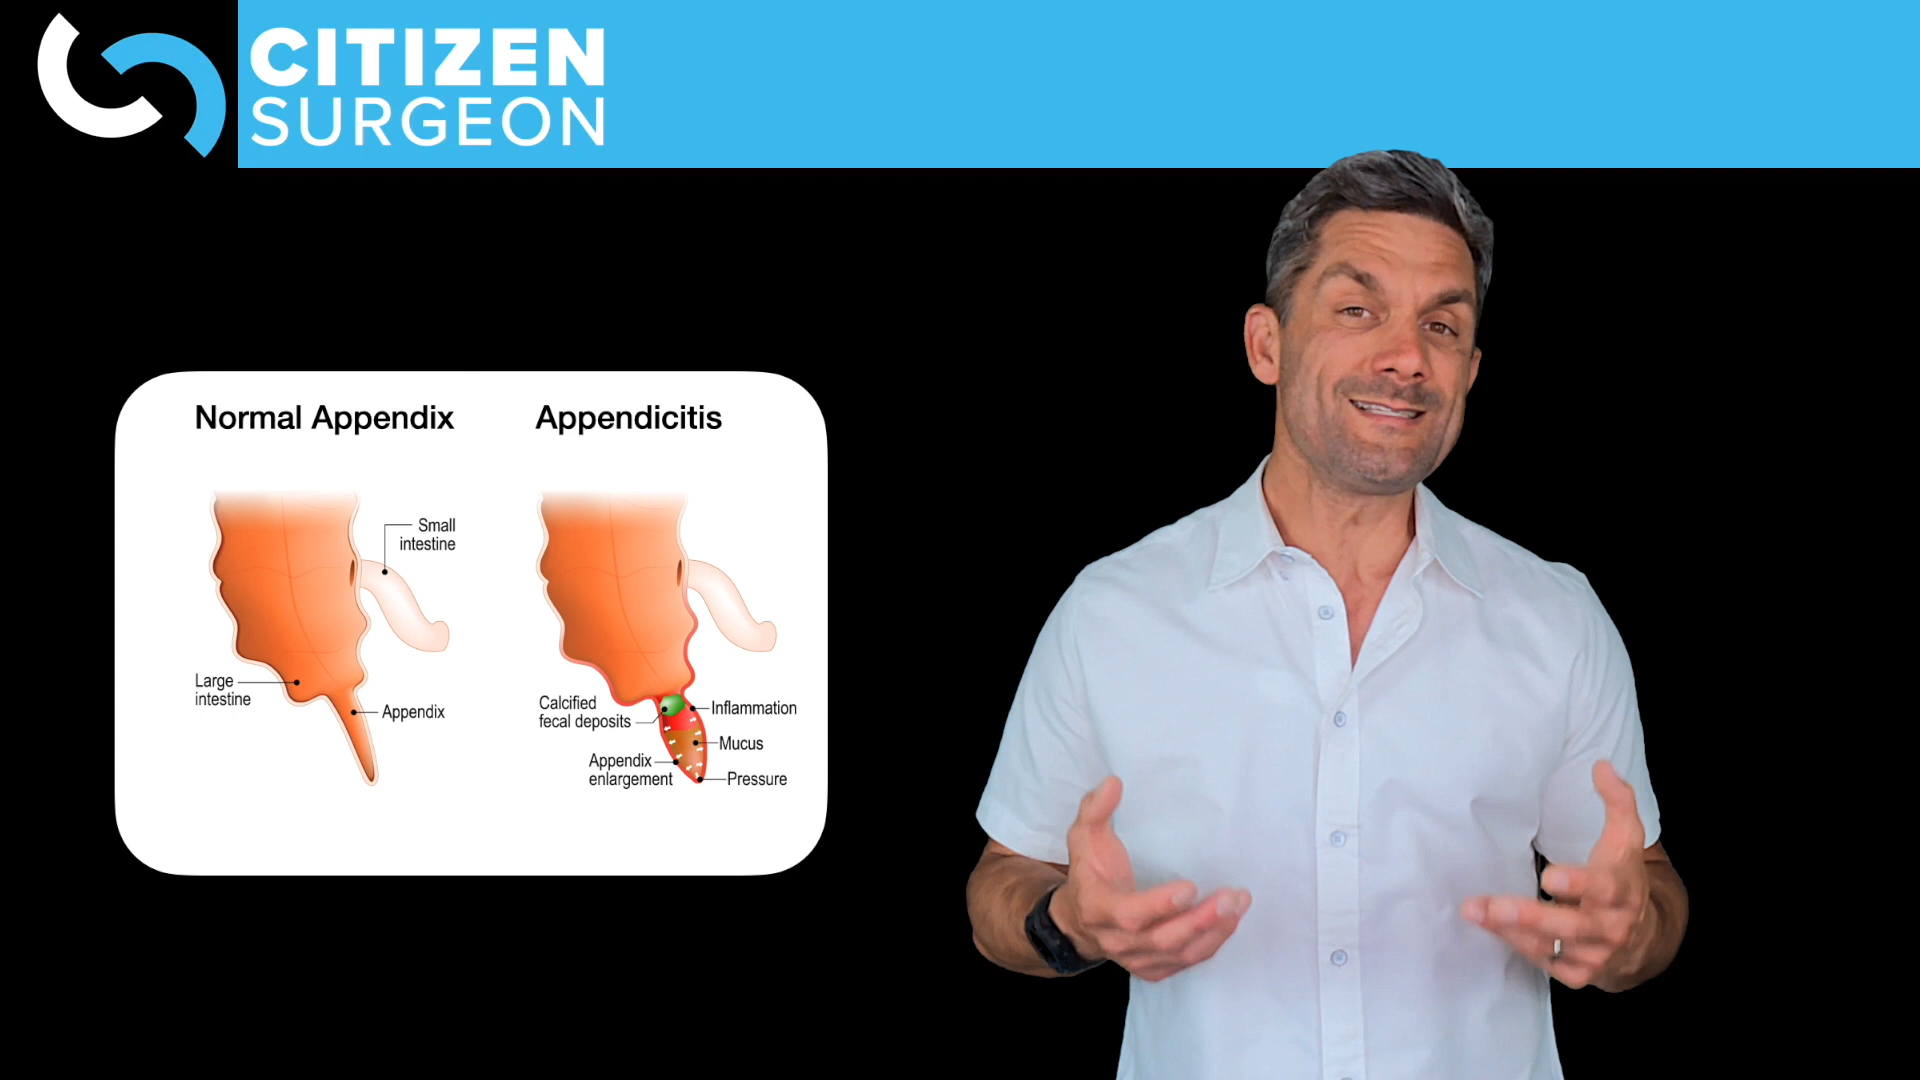 CITIZEN
SURGEON
Normal Appendix
Appendicitis
Small
intestine
Large
intestine
Appendix
Calcified
fecal deposits
Inflammation
Mucus
Appendix
enlargement
Pressure